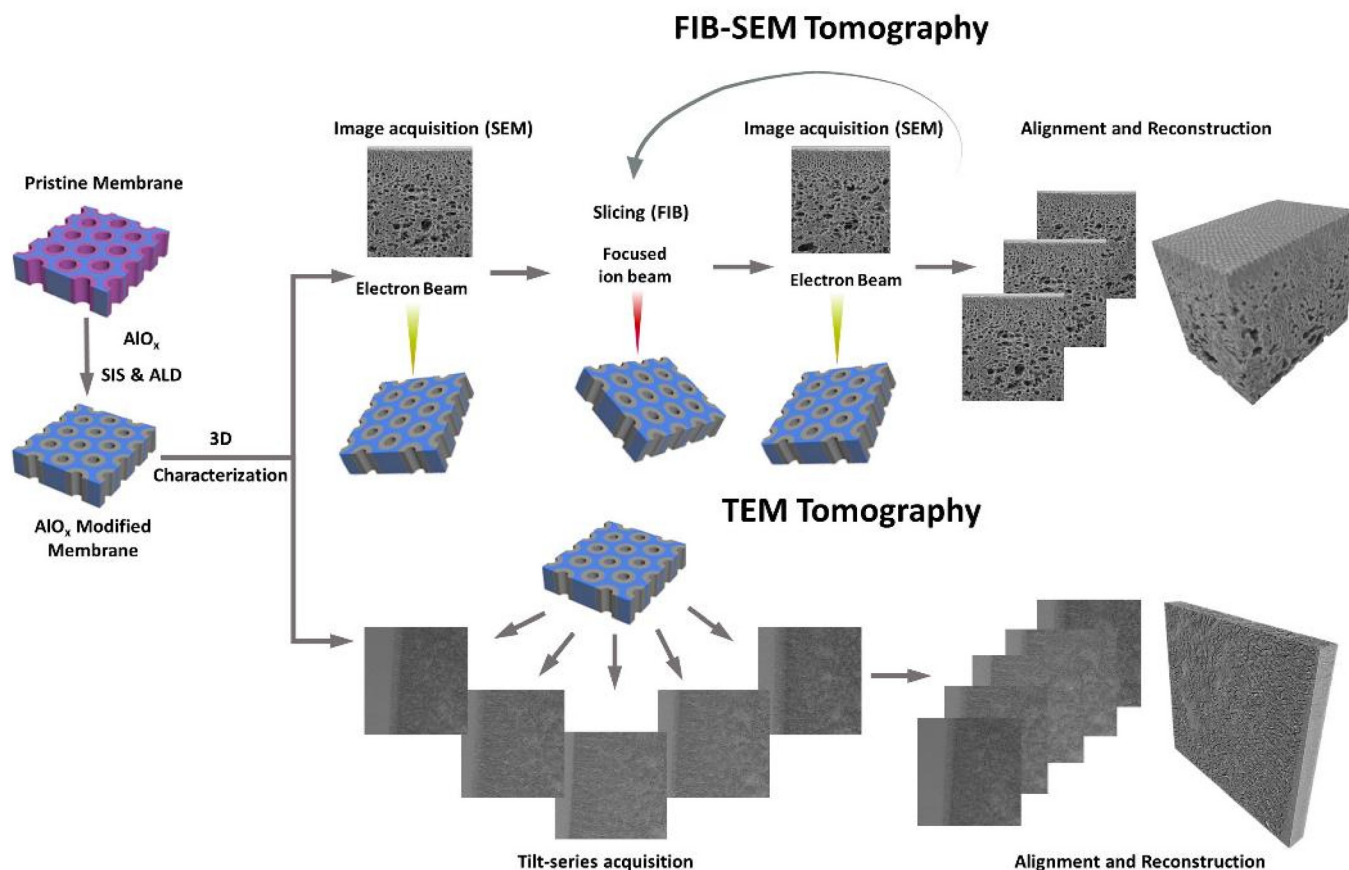 FIB-SEM Tomography
Image acquisition (SEM)
Image acquisition (SEM)
Alignment and Reconstruction
Pristine Membrane
Slicing (FIB)
Focused
ion beam
Electron Beam
Electron Beam
AlOₓ
SIS & ALD
3D
Characterization
AlOₓ Modified
Membrane
TEM Tomography
Tilt-series acquisition
Alignment and Reconstruction